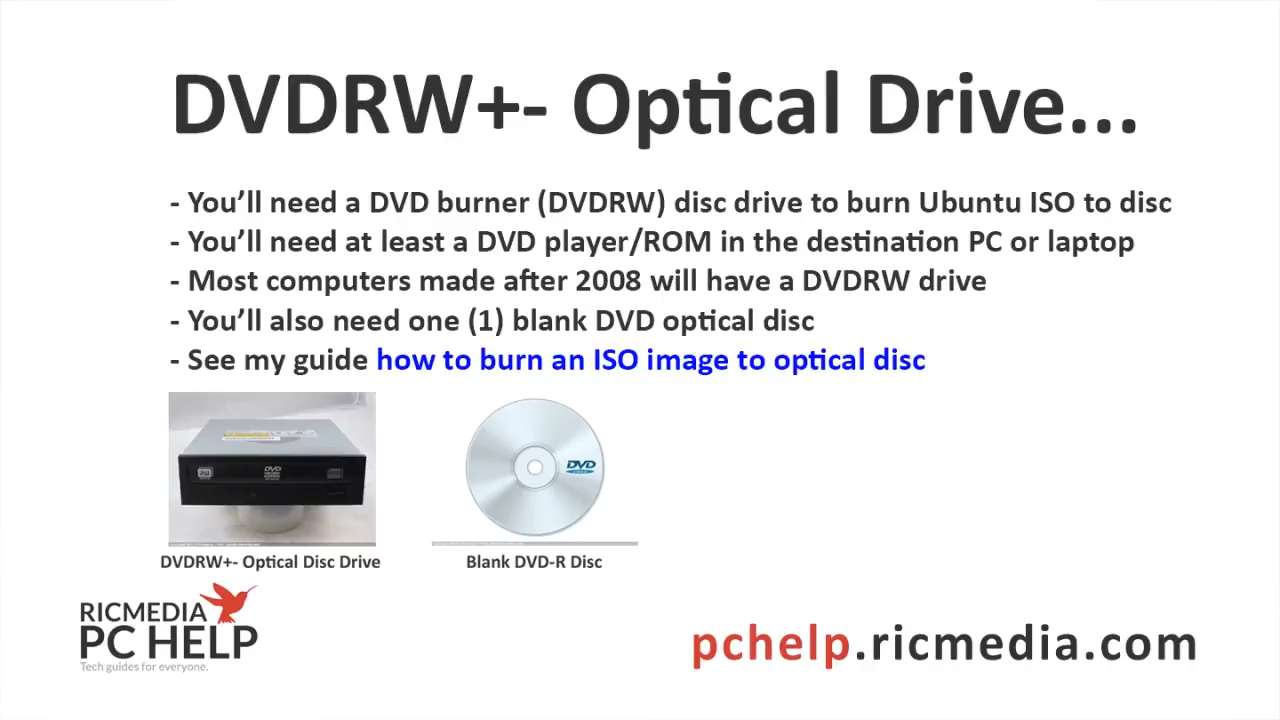 DVDRW+- Optical Drive...
- You’ll need a DVD burner (DVDRW) disc drive to burn Ubuntu ISO to disc
- You’ll need at least a DVD player/ROM in the destination PC or laptop
- Most computers made after 2008 will have a DVDRW drive
- You’ll also need one (1) blank DVD optical disc
- See my guide how to burn an ISO image to optical disc
DVD
DVD
DVDRW+- Optical Disc Drive
Blank DVD-R Disc
RICMEDIA
PC HELP
Tech guides for everyone.
pchelp.ricmedia.com